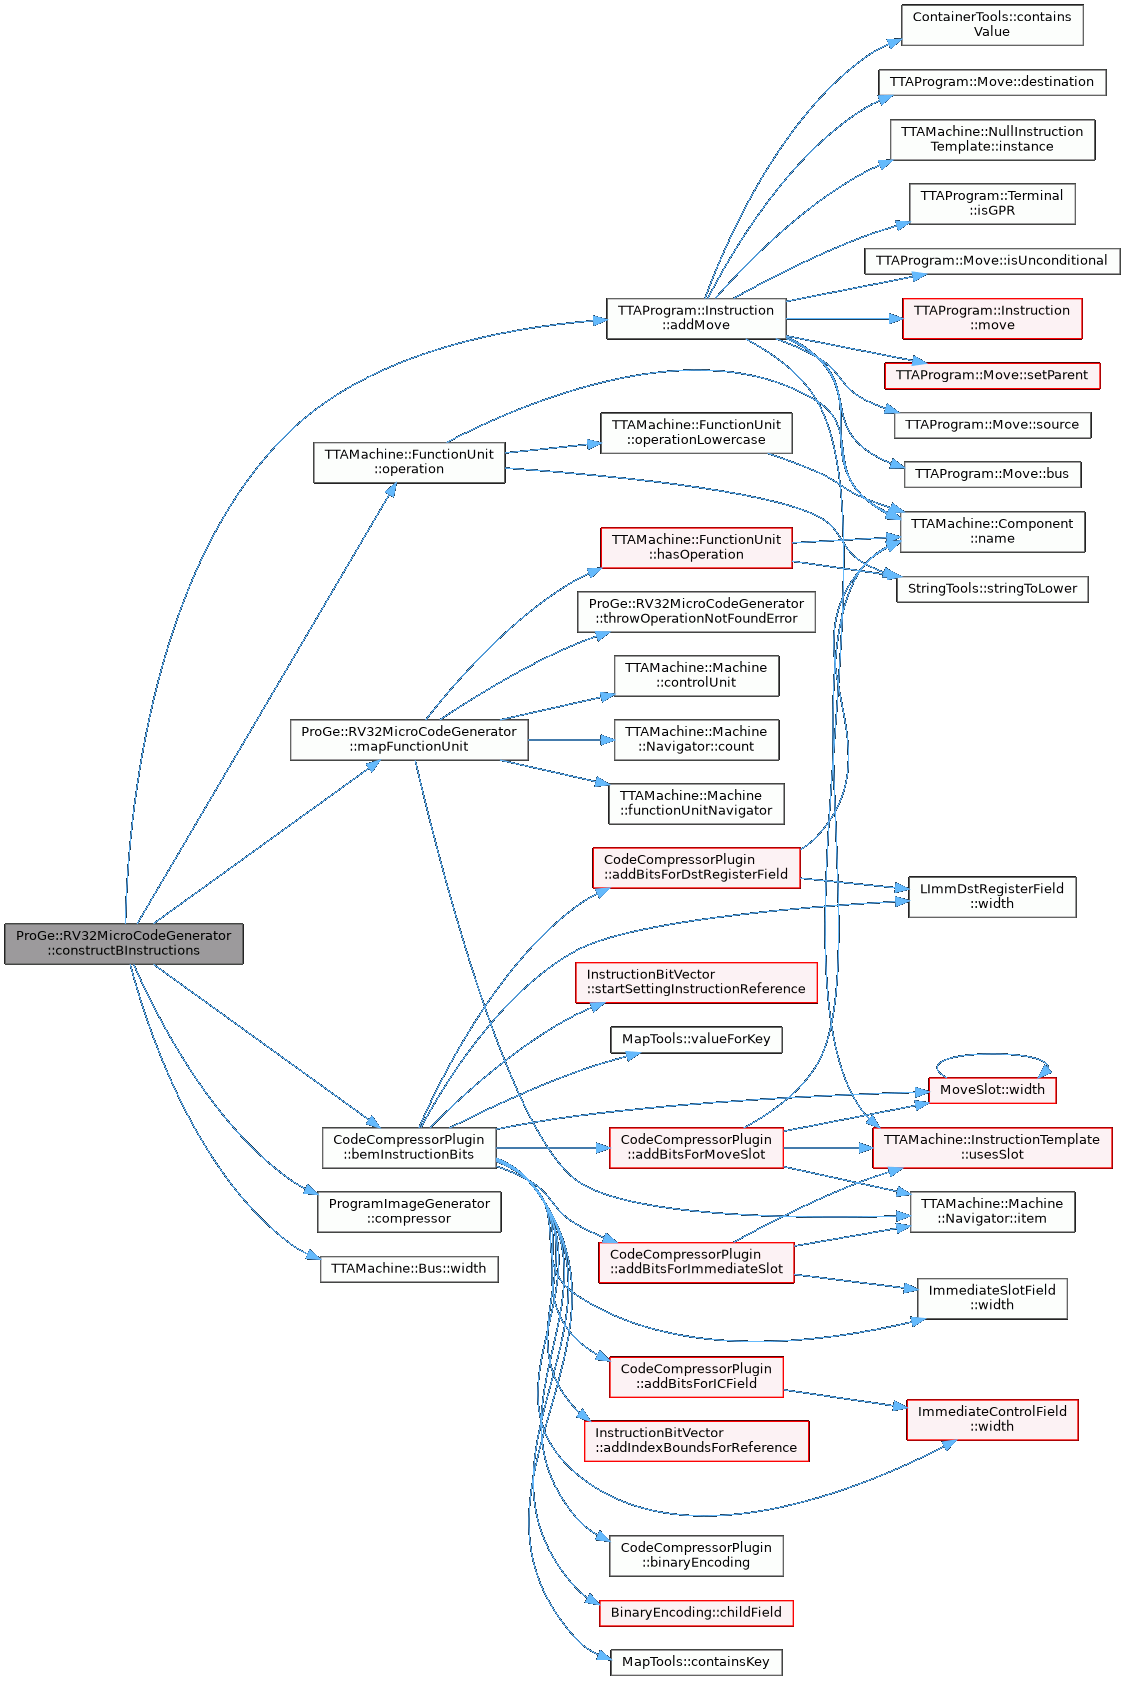 ContainerTools::contains
Value
TTAProgram::Move::destination
TTAMachine::NullInstruction
Template::instance
TTAProgram::Terminal
::isGPR
TTAProgram::Move::isUnconditional
TTAProgram::Instruction
::addMove
TTAProgram::Instruction
::move
TTAProgram::Move::setParent
TTAProgram::Move::source
TTAMachine::FunctionUnit
::operation
TTAMachine::FunctionUnit
::operationLowercase
TTAProgram::Move::bus
TTAMachine::Component
::name
TTAMachine::FunctionUnit
::hasOperation
StringTools::stringToLower
ProGe::RV32MicroCodeGenerator
::throwOperationNotFoundError
TTAMachine::Machine
::controlUnit
ProGe::RV32MicroCodeGenerator
::mapFunctionUnit
TTAMachine::Machine
::Navigator::count
TTAMachine::Machine
::functionUnitNavigator
CodeCompressorPlugin
::addBitsForDstRegisterField
LImmDstRegisterField
::width
ProGe::RV32MicroCodeGenerator
::constructBInstructions
InstructionBitVector
::startSettingInstructionReference
MapTools::valueForKey
MoveSlot::width
CodeCompressorPlugin
::bemInstructionBits
CodeCompressorPlugin
::addBitsForMoveSlot
TTAMachine::InstructionTemplate
::usesSlot
ProgramImageGenerator
::compressor
TTAMachine::Machine
::Navigator::item
TTAMachine::Bus::width
CodeCompressorPlugin
::addBitsForImmediateSlot
ImmediateSlotField
::width
CodeCompressorPlugin
::addBitsForICField
ImmediateControlField
::width
InstructionBitVector
::addIndexBoundsForReference
CodeCompressorPlugin
::binaryEncoding
BinaryEncoding::childField
MapTools::containsKey